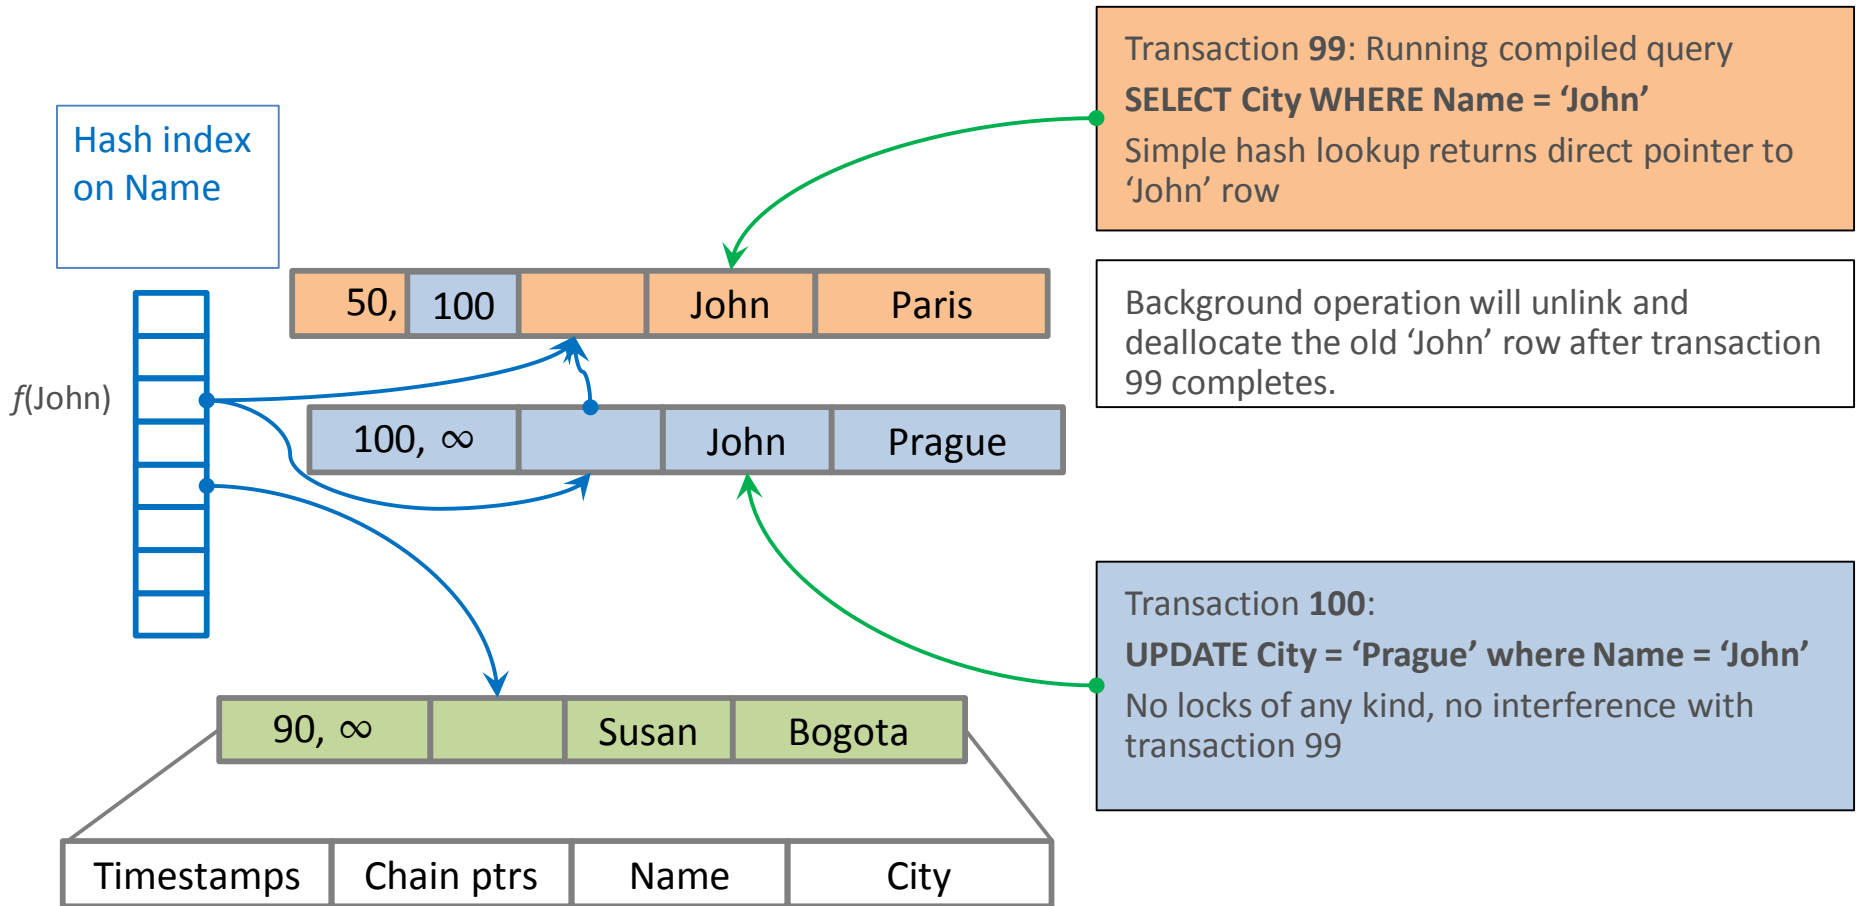 Transaction 99: Running compiled query
SELECT City WHERE Name = ‘John’
Simple hash lookup returns direct pointer to
‘John’ row
Hash index
on Name
50, 100 John Paris
Background operation will unlink and
deallocate the old ‘John’ row after transaction
99 completes.
f(John)
100, ∞ John Prague
Transaction 100:
UPDATE City = ‘Prague’ where Name = ‘John’
No locks of any kind, no interference with
transaction 99
90, ∞ Susan Bogota
Timestamps Chain ptrs Name City